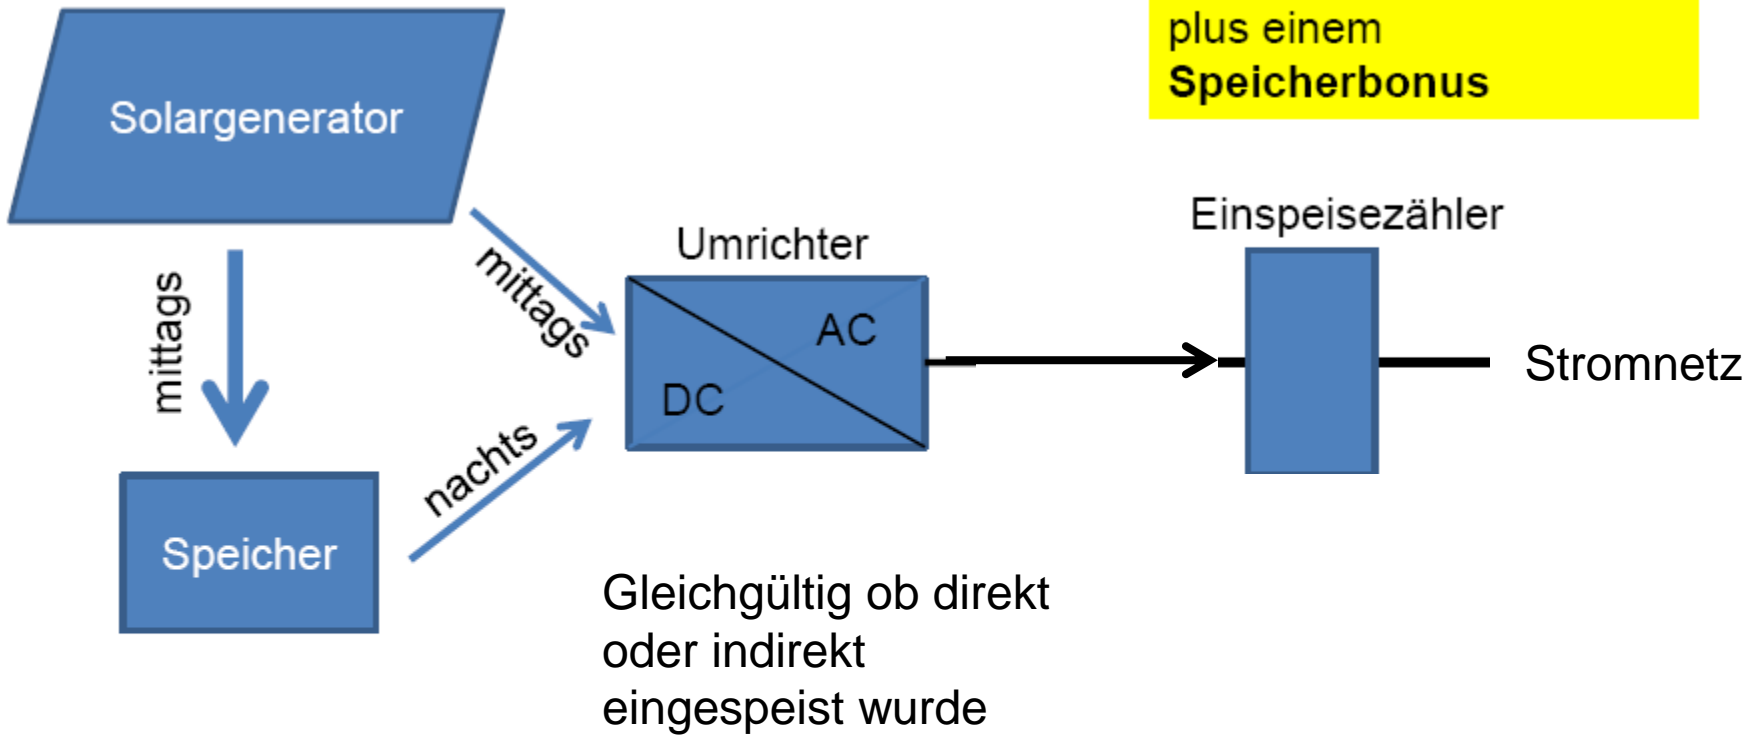 plus einem
Speicherbonus
Solargenerator
Einspeisezähler
Umrichter
mittags
mittags
AC
DC
Stromnetz
nachts
Speicher
Gleichgültig ob direkt
oder indirekt
eingespeist wurde